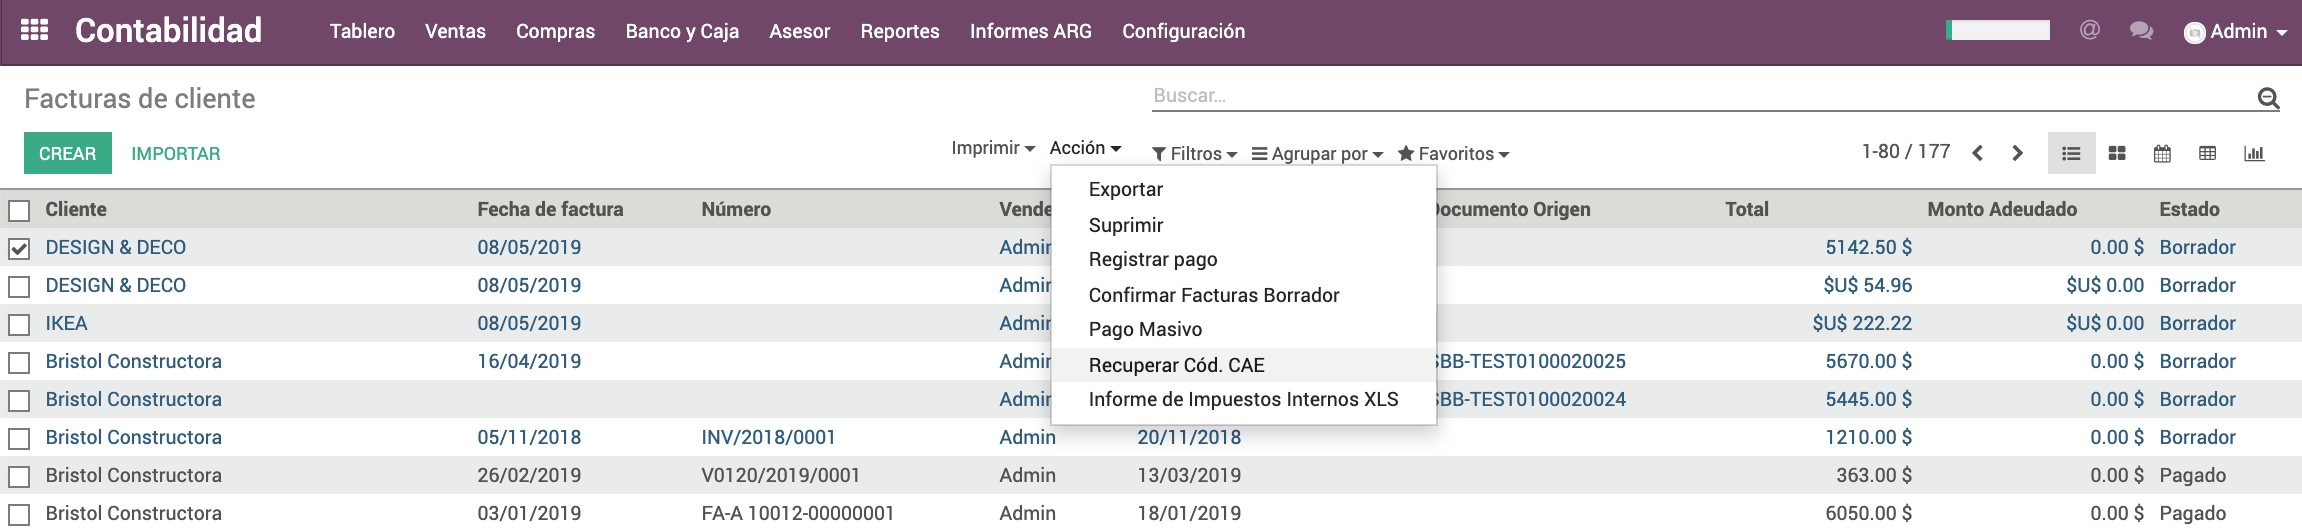 Contabilidad Tablero Ventas Compras Banco y Caja Asesor Reportes Informes ARG Configuración @ Admin
Facturas de cliente Buscar...
CREAR IMPORTAR Imprimir Acción Filtros Agrupar por Favoritos 1-80 / 177
Exportar
Suprimir
Registrar pago
Confirmar Facturas Borrador
Pago Masivo
Recuperar Cód. CAE
Informe de Impuestos Internos XLS
Cliente Fecha de factura Número Vende Documento Origen Total Monto Adeudado Estado
DESIGN & DECO 08/05/2019 Admin 5142.50 $ 0.00 $ Borrador
DESIGN & DECO 08/05/2019 Admin $U$ 54.96 $U$ 0.00 Borrador
IKEA 08/05/2019 Admin $U$ 222.22 $U$ 0.00 Borrador
Bristol Constructora 16/04/2019 Admin SBB-TEST0100020025 5670.00 $ 0.00 $ Borrador
Bristol Constructora Admin SBB-TEST0100020024 5445.00 $ 0.00 $ Borrador
Bristol Constructora 05/11/2018 INV/2018/0001 Admin 20/11/2018 1210.00 $ 0.00 $ Borrador
Bristol Constructora 26/02/2019 V0120/2019/0001 Admin 13/03/2019 363.00 $ 0.00 $ Pagado
Bristol Constructora 03/01/2019 FA-A 10012-00000001 Admin 18/01/2019 6050.00 $ 0.00 $ Pagado